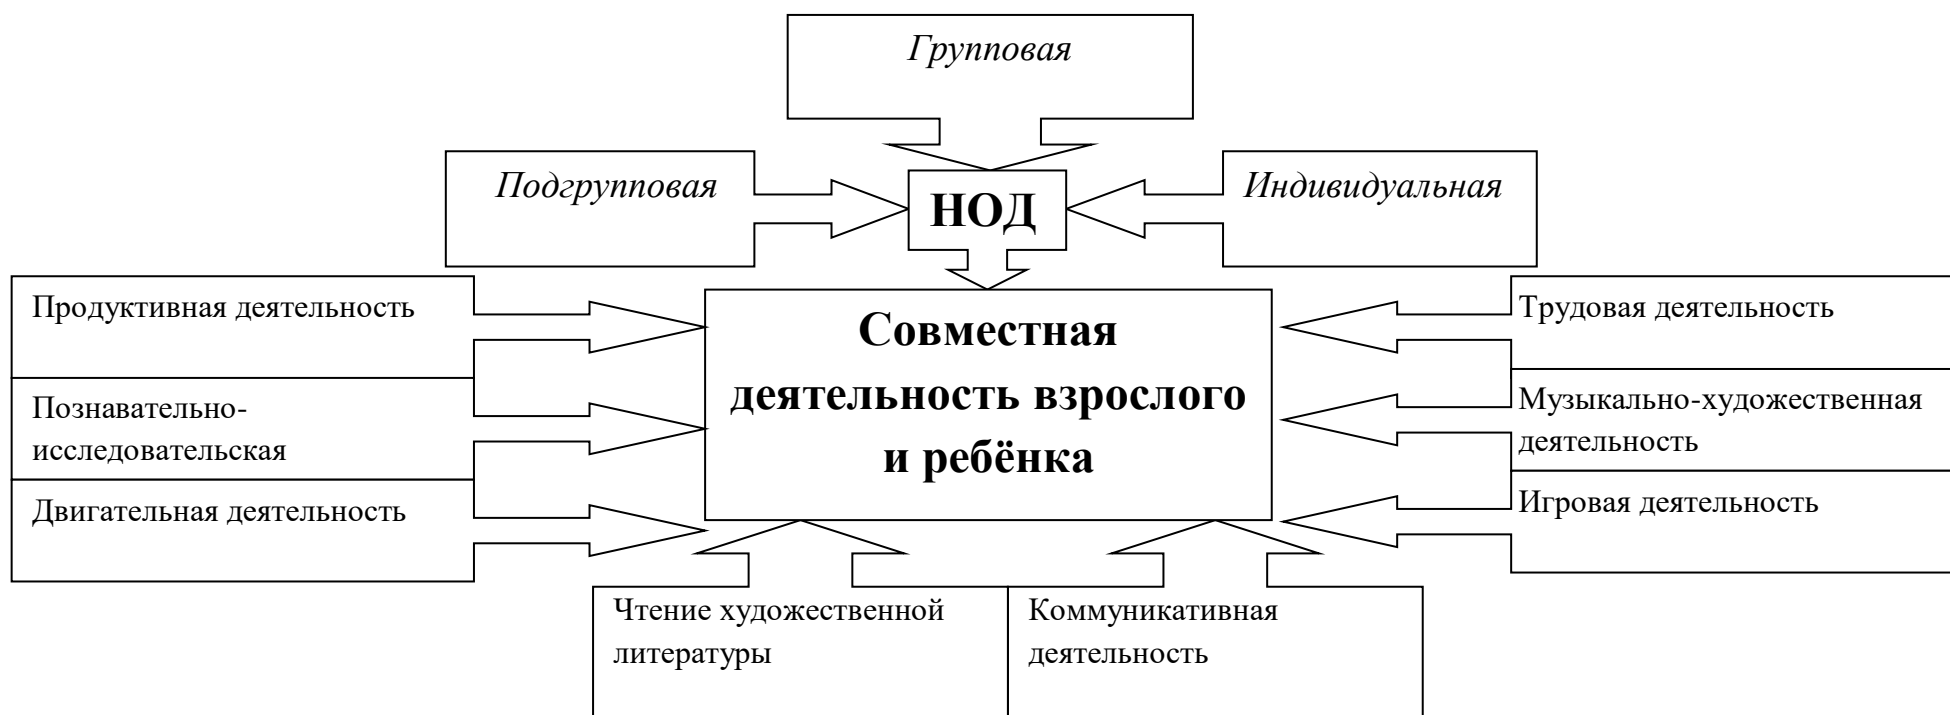 Групповая
Подгрупповая
НОД
Индивидуальная
Продуктивная деятельность
Познавательно-
исследовательская
Двигательная деятельность
Совместная
деятельность взрослого
и ребёнка
Трудовая деятельность
Музыкально-художественная
деятельность
Игровая деятельность
Чтение художественной
литературы
Коммуникативная
деятельность